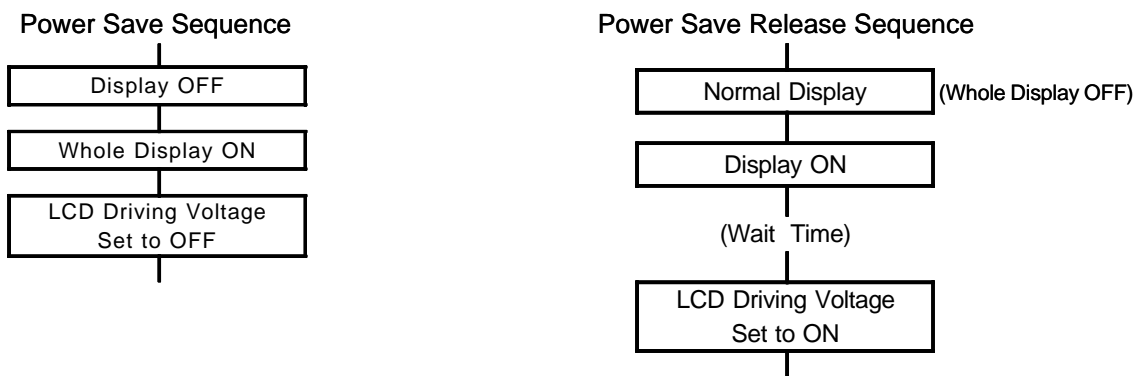 Power Save Sequence
Display OFF
Whole Display ON
LCD Driving Voltage
Set to OFF
Power Save Release Sequence
Normal Display
(Whole Display OFF)
Display ON
(Wait Time)
LCD Driving Voltage
Set to ON